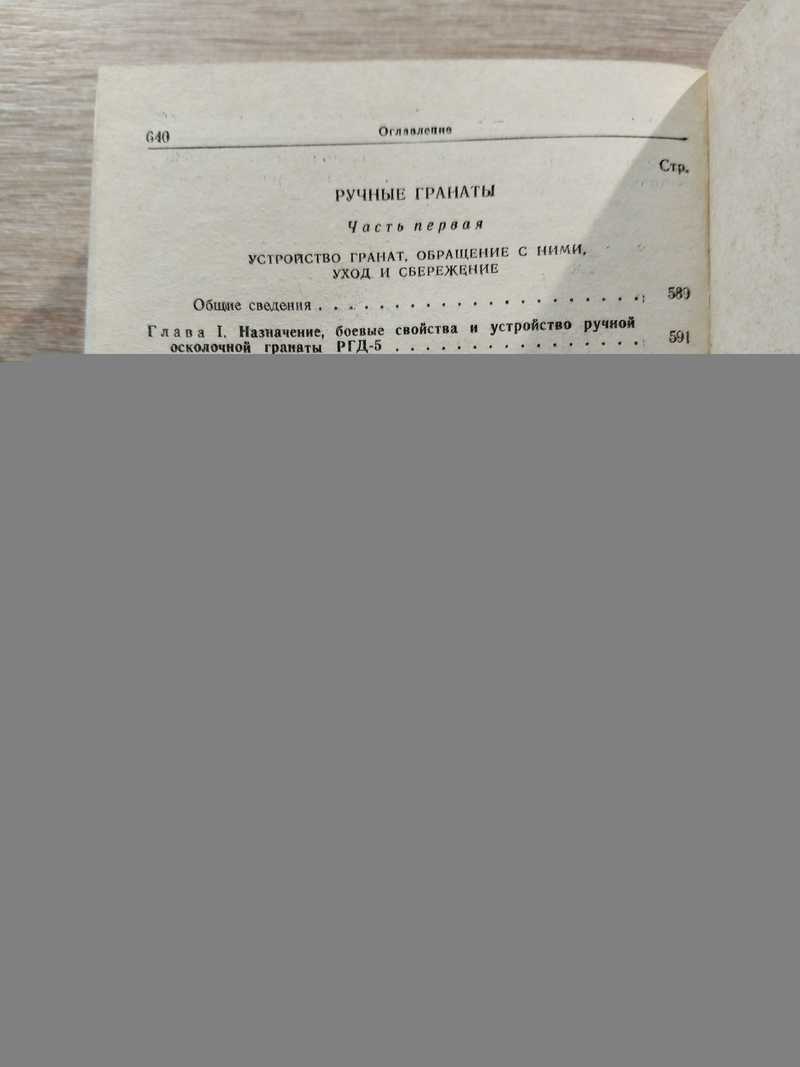 640 Оглавление
Стр.
РУЧНЫЕ ГРАНАТЫ
Часть первая
УСТРОЙСТВО ГРАНАТ, ОБРАЩЕНИЕ С НИМИ,
УХОД И СБЕРЕЖЕНИЕ
Общие сведения . . . . . . . . . . . . . . . . . . . . . 589
Глава I. Назначение, боевые свойства и устройство ручной
осколочной гранаты РГД-5 . . . . . . . . . . . . . . . . 591